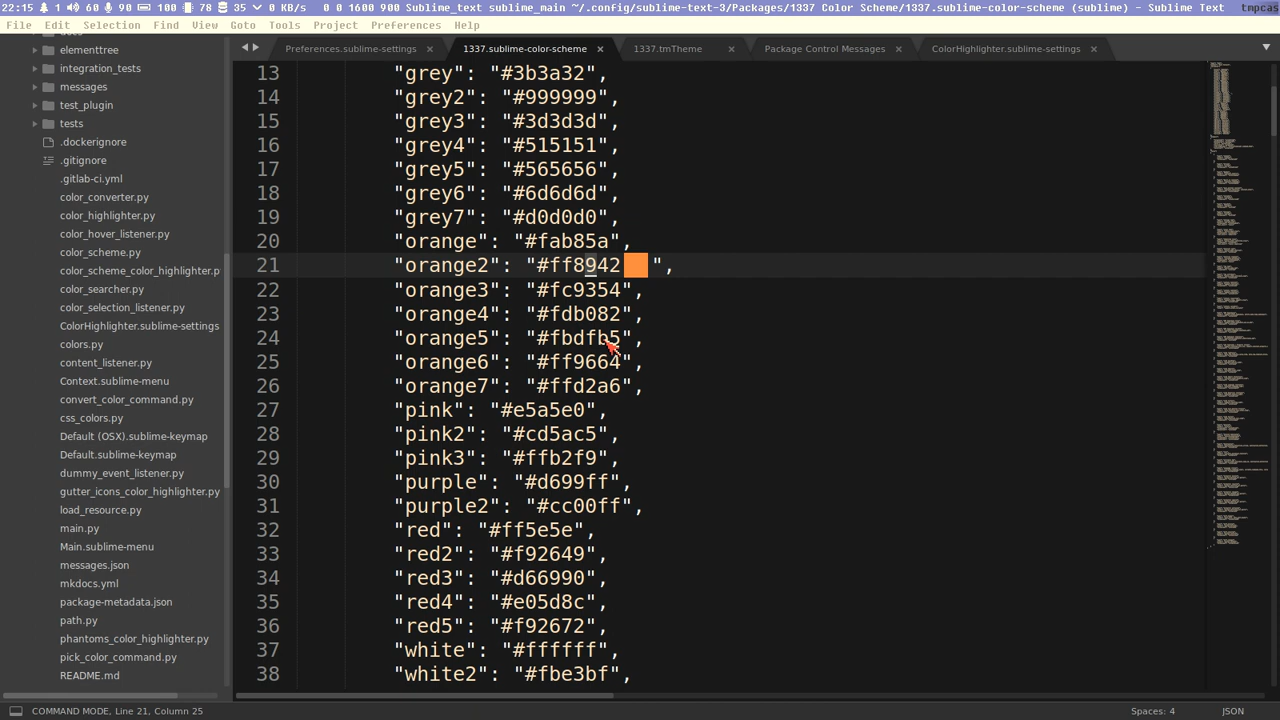 22:15 1 60 90 100 78 35 0 KB/s 0 0 1600 900 Sublime_text sublime_main ~/.config/sublime-text-3/Packages/1337 Color Scheme/1337.sublime-color-scheme (sublime) - Sublime Text tmpcas
File Edit Selection Find View Goto Tools Project Preferences Help
Preferences.sublime-settings × 1337.sublime-color-scheme × 1337.tmTheme × Package Control Messages × ColorHighlighter.sublime-settings ×
docs
elementtree
integration_tests
messages
test_plugin
tests
.dockerignore
.gitignore
.gitlab-ci.yml
color_converter.py
color_highlighter.py
color_hover_listener.py
color_scheme.py
color_scheme_color_highlighter.p
color_searcher.py
color_selection_listener.py
ColorHighlighter.sublime-settings
colors.py
content_listener.py
Context.sublime-menu
convert_color_command.py
css_colors.py
Default (OSX).sublime-keymap
Default.sublime-keymap
dummy_event_listener.py
gutter_icons_color_highlighter.py
load_resource.py
main.py
Main.sublime-menu
messages.json
mkdocs.yml
package-metadata.json
path.py
phantoms_color_highlighter.py
pick_color_command.py
README.md
13 "grey": "#3b3a32",
14 "grey2": "#999999",
15 "grey3": "#3d3d3d",
16 "grey4": "#515151",
17 "grey5": "#565656",
18 "grey6": "#6d6d6d",
19 "grey7": "#d0d0d0",
20 "orange": "#fab85a",
21 "orange2": "#ff8942 ",
22 "orange3": "#fc9354",
23 "orange4": "#fdb082",
24 "orange5": "#fbdfb5",
25 "orange6": "#ff9664",
26 "orange7": "#ffd2a6",
27 "pink": "#e5a5e0",
28 "pink2": "#cd5ac5",
29 "pink3": "#ffb2f9",
30 "purple": "#d699ff",
31 "purple2": "#cc00ff",
32 "red": "#ff5e5e",
33 "red2": "#f92649",
34 "red3": "#d66990",
35 "red4": "#e05d8c",
36 "red5": "#f92672",
37 "white": "#ffffff",
38 "white2": "#fbe3bf",
COMMAND MODE, Line 21, Column 25 Spaces: 4 JSON